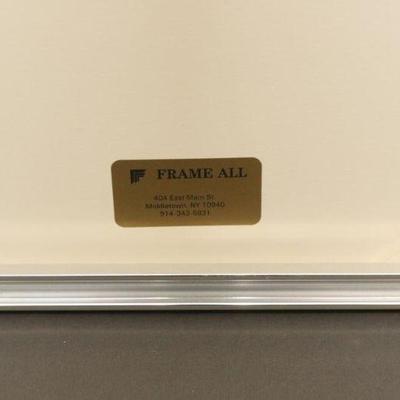 FRAME ALL
40A East Main St.
Middletown, NY 10940
914-343-5831